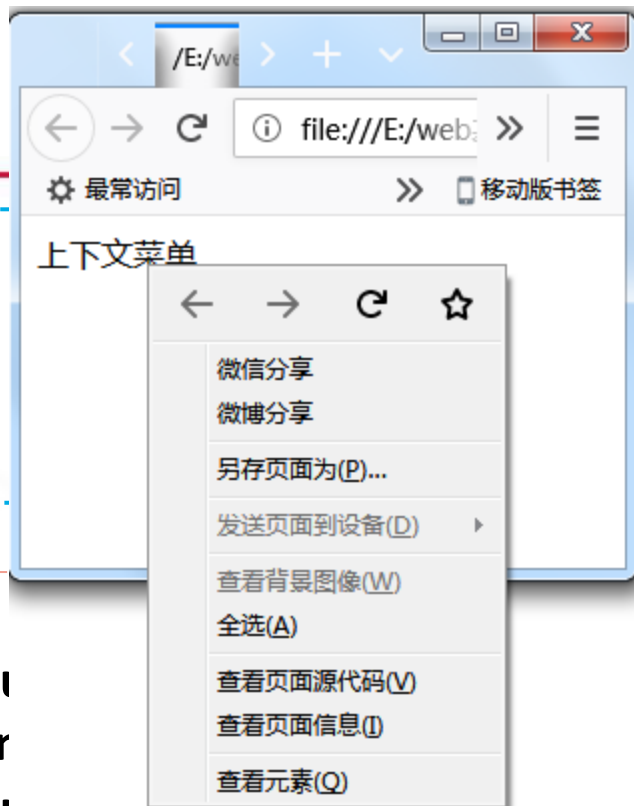 /E:/we
file:///E:/web
最常访问
移动版书签
上下文菜单
微信分享
微博分享
另存页面为(P)...
发送页面到设备(D)
查看背景图像(W)
全选(A)
查看页面源代码(V)
查看页面信息(I)
查看元素(Q)